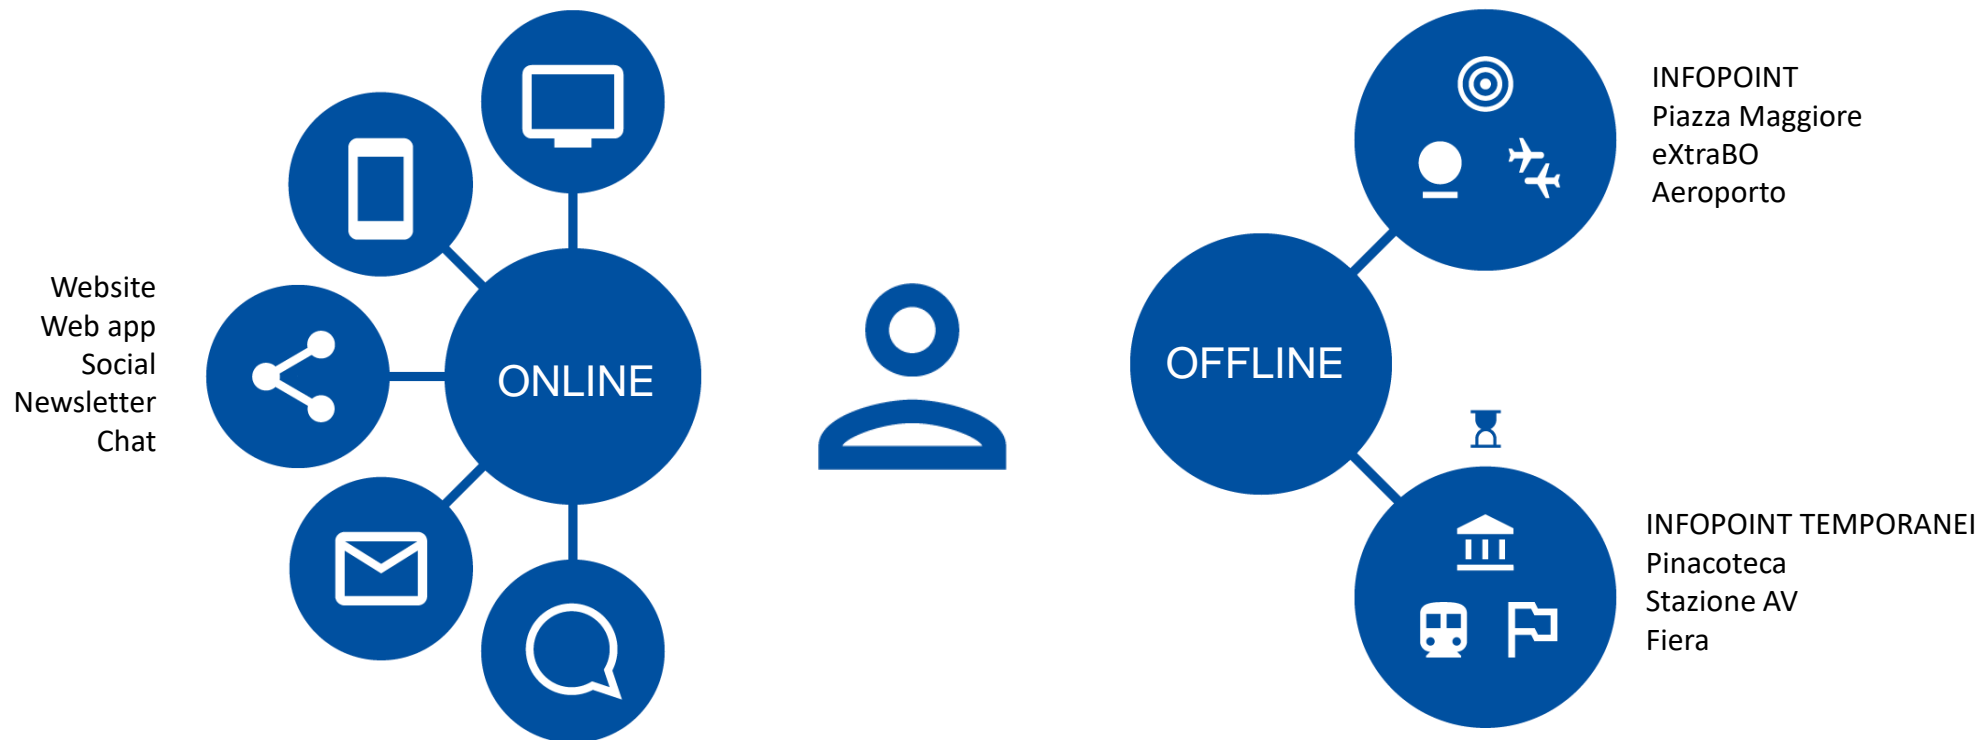 Website
Web app
Social
Newsletter
Chat
ONLINE
OFFLINE
INFOPOINT
Piazza Maggiore
eXtraBO
Aeroporto
INFOPOINT TEMPORANEI
Pinacoteca
Stazione AV
Fiera